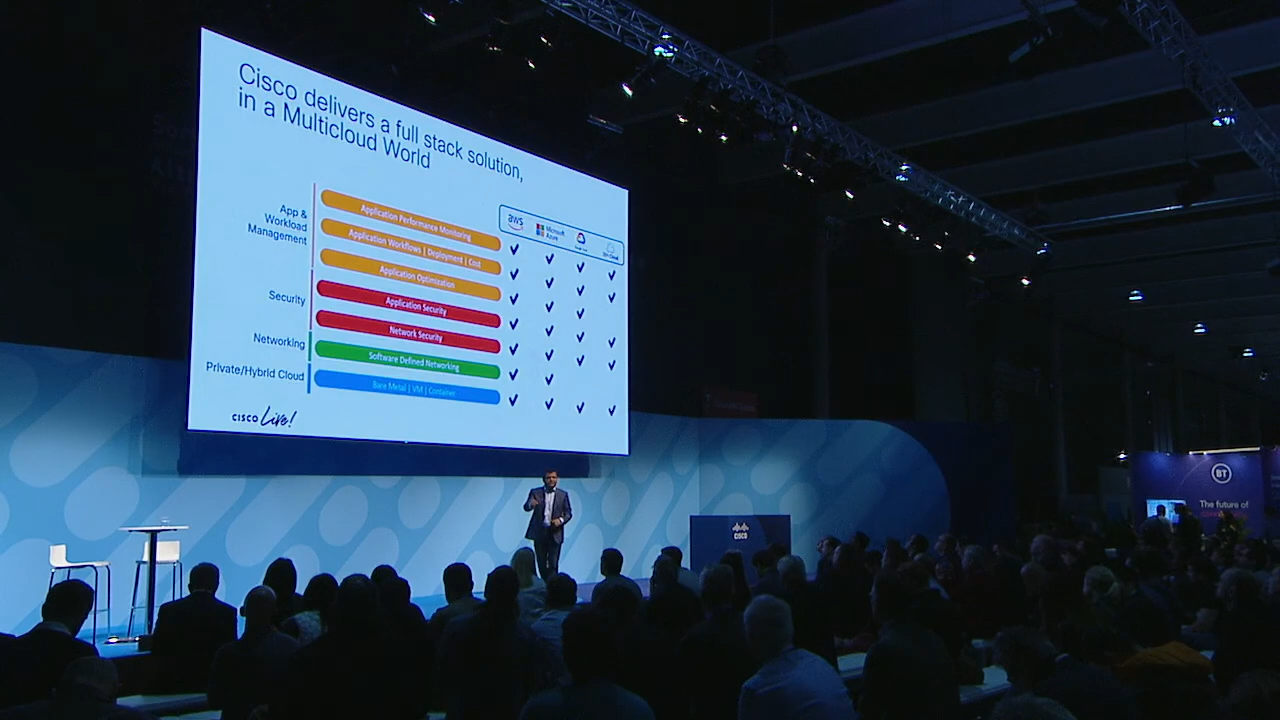 Cisco delivers a full stack solution,
in a Multicloud World
App &
Workload
Management
Application Performance Monitoring
Application Workflows | Deployment | Cost
Application Optimization
Security
Application Security
Network Security
Networking
Software Defined Networking
Private/Hybrid Cloud
Bare Metal | VM | Container
aws
Microsoft
Azure
CISCO Live!
CISCO
BT
The future of